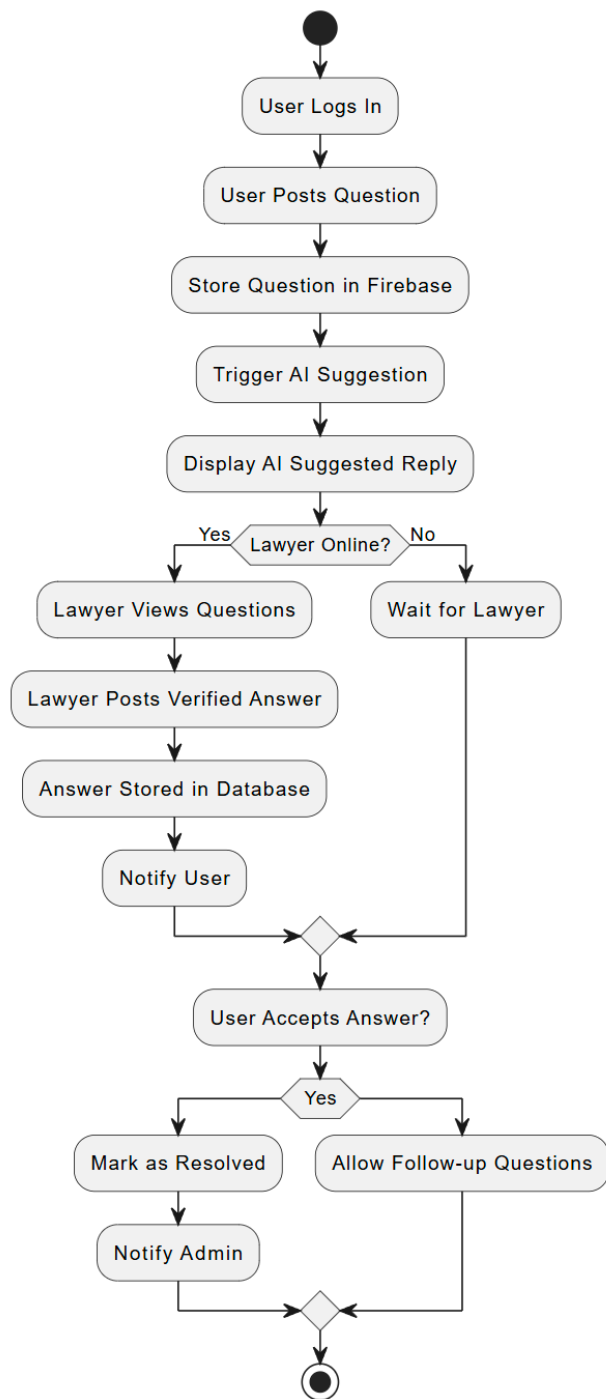 User Logs In
User Posts Question
Store Question in Firebase
Trigger AI Suggestion
Display AI Suggested Reply
Yes
Lawyer Online?
No
Lawyer Views Questions
Wait for Lawyer
Lawyer Posts Verified Answer
Answer Stored in Database
Notify User
User Accepts Answer?
Yes
Mark as Resolved
Allow Follow-up Questions
Notify Admin